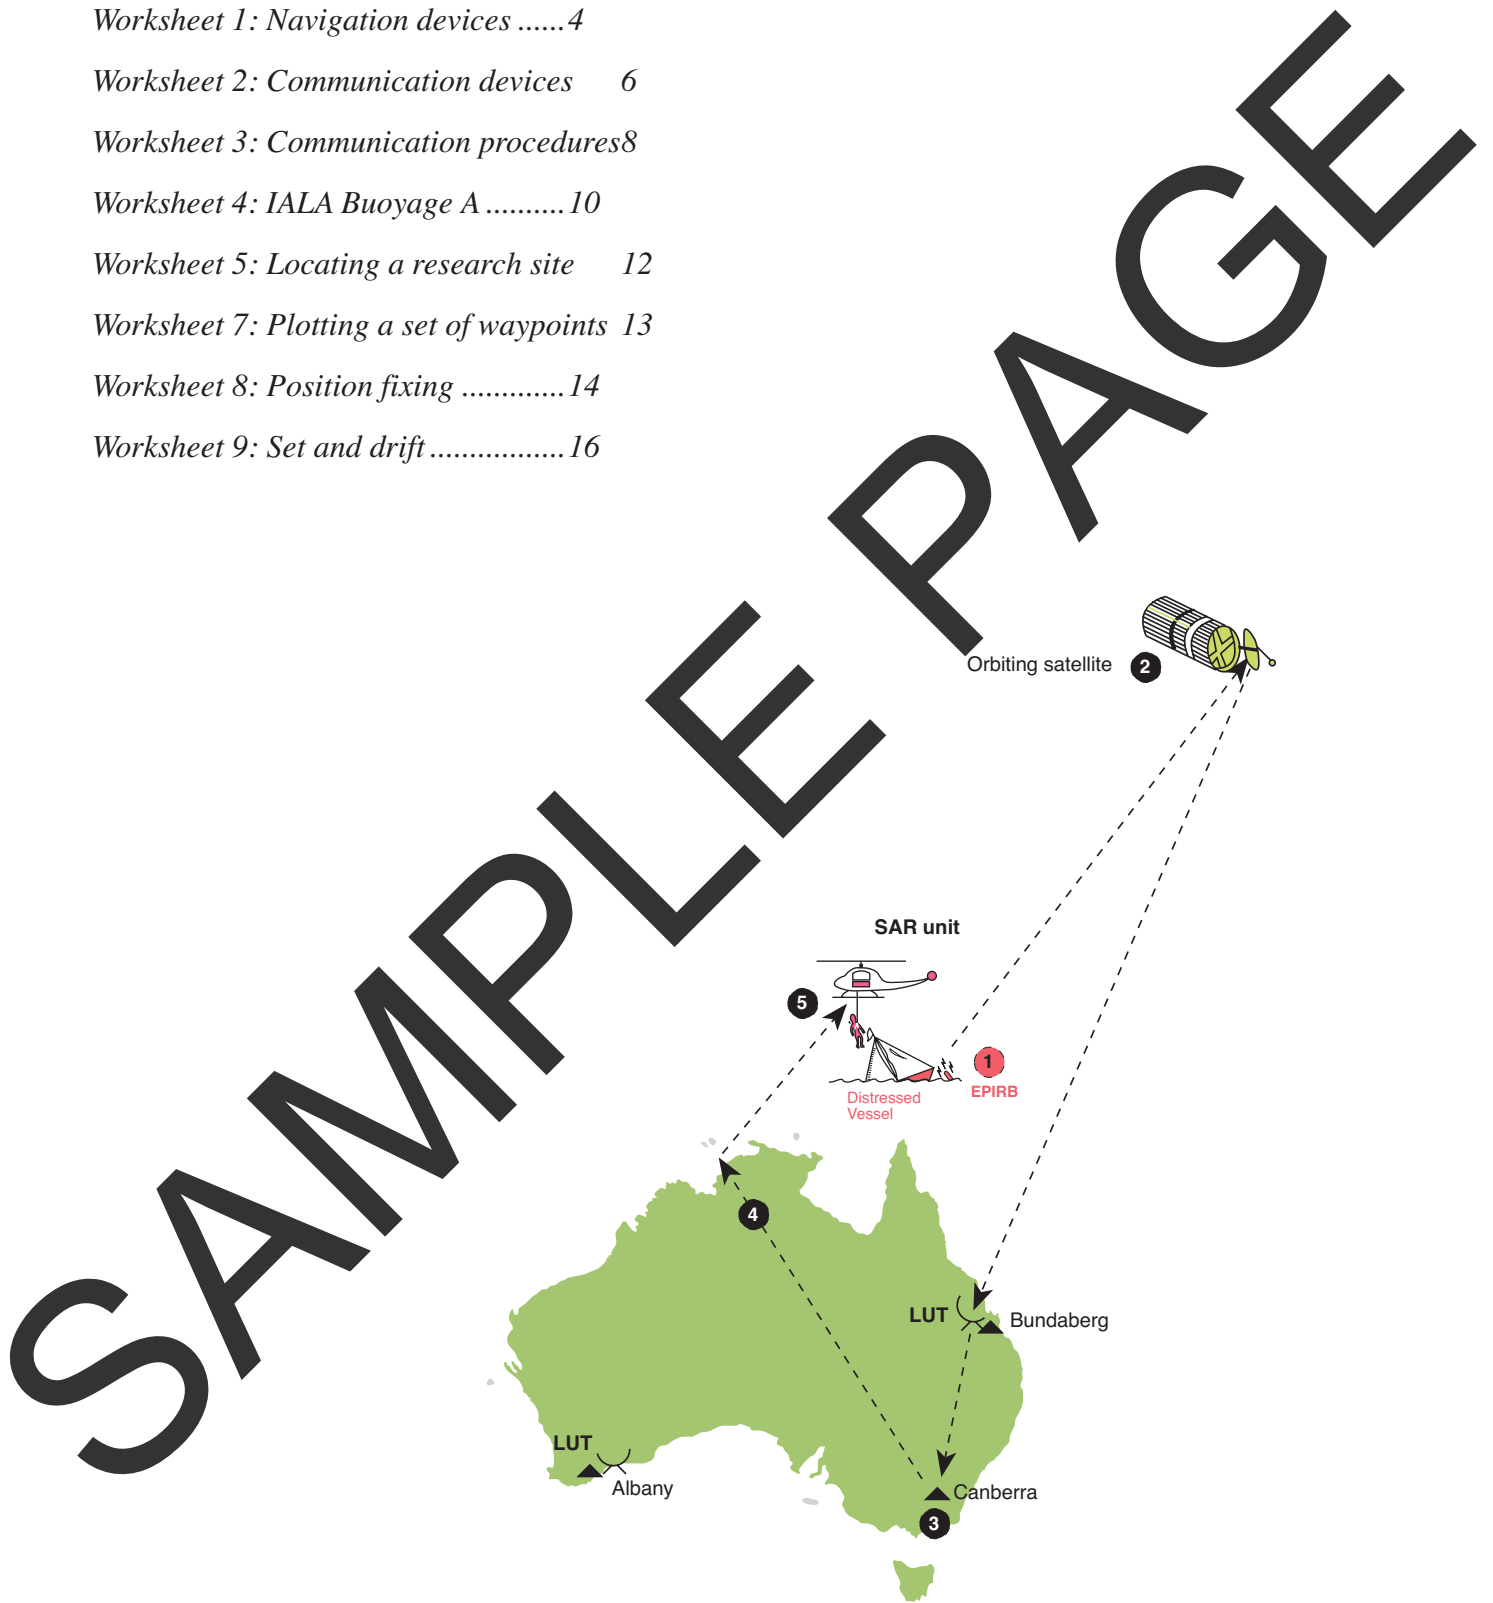 Worksheet 1: Navigation devices ......4
Worksheet 2: Communication devices 6
Worksheet 3: Communication procedures8
Worksheet 4: IALA Buoyage A ..........10
Worksheet 5: Locating a research site 12
Worksheet 7: Plotting a set of waypoints 13
Worksheet 8: Position fixing .............14
Worksheet 9: Set and drift .................16
SAMPLE PAGE
Orbiting satellite 2
SAR unit
5
1
EPIRB
Distressed
Vessel
4
LUT
Bundaberg
LUT
Albany
Canberra
3